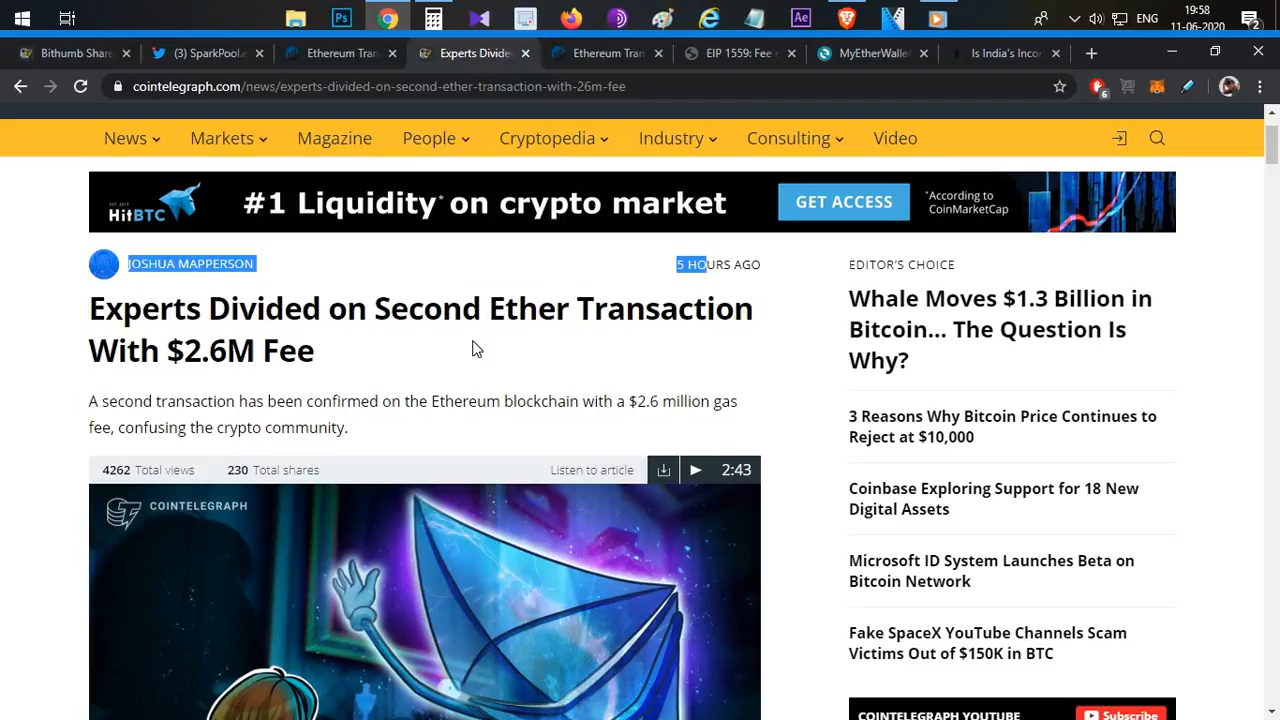 19:58
ENG
11-06-2020
2
Bithumb Share
(3) SparkPool
Ethereum Tran
Experts Divide
Ethereum Tran
EIP 1559: Fee m
MyEtherWallet
Is India's Inco
cointelegraph.com/news/experts-divided-on-second-ether-transaction-with-26m-fee
6
News
Markets
Magazine
People
Cryptopedia
Industry
Consulting
Video
HitBTC
#1 Liquidity* on crypto market
GET ACCESS
*According to
CoinMarketCap
JOSHUA MAPPERSON
5 HOURS AGO
Experts Divided on Second Ether Transaction
With $2.6M Fee
A second transaction has been confirmed on the Ethereum blockchain with a $2.6 million gas
fee, confusing the crypto community.
4262 Total views
230 Total shares
Listen to article
2:43
COINTELEGRAPH
EDITOR'S CHOICE
Whale Moves $1.3 Billion in
Bitcoin... The Question Is
Why?
3 Reasons Why Bitcoin Price Continues to
Reject at $10,000
Coinbase Exploring Support for 18 New
Digital Assets
Microsoft ID System Launches Beta on
Bitcoin Network
Fake SpaceX YouTube Channels Scam
Victims Out of $150K in BTC
COINTELEGRAPH YOUTUBE
Subscribe